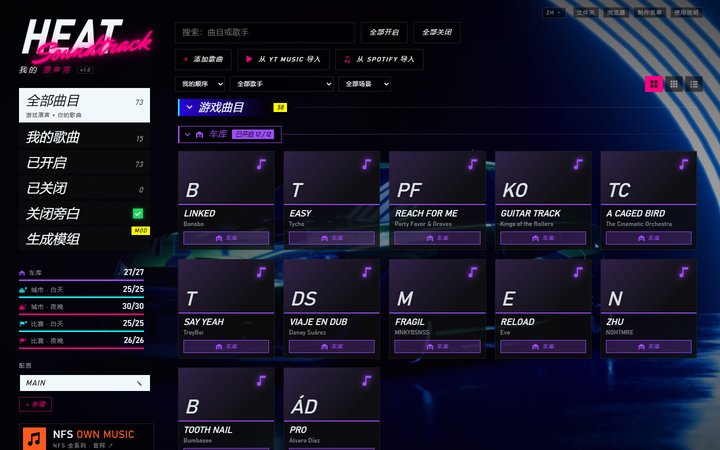 HEAT
Soundtrack
我的 原声带 v1.0
ZH
文件夹
浏览器
制作名单
使用说明
搜索：曲目或歌手
全部开启
全部关闭
+ 添加歌曲
从 YT MUSIC 导入
从 SPOTIFY 导入
我的顺序
全部歌手
全部场景
全部曲目 73
游戏原声 + 你的歌曲
我的歌曲 15
已开启 73
已关闭 0
关闭旁白
生成模组 MOD
车库 27/27
城市 · 白天 25/25
城市 · 夜晚 30/30
比赛 · 白天 25/25
比赛 · 夜晚 26/26
配置
MAIN
+ 新建
NFS OWN MUSIC
NFS 全系列 · 官网 ↗
游戏曲目 58
车库 已开启 12/12
B
LINKED
Bonobo
车库
T
EASY
Tycho
车库
PF
REACH FOR ME
Party Favor & Graves
车库
KO
GUITAR TRACK
Kings of the Rollers
车库
TC
A CAGED BIRD
The Cinematic Orchestra
车库
T
SAY YEAH
TroyBoi
车库
DS
VIAJE EN DUB
Danay Suárez
车库
M
FRAGIL
MNKYBSNSS
车库
E
RELOAD
Eve
车库
N
ZHU
NIGHTMRE
车库
B
TOOTH NAIL
Bumbasee
ÁD
PRO
Álvaro Díaz